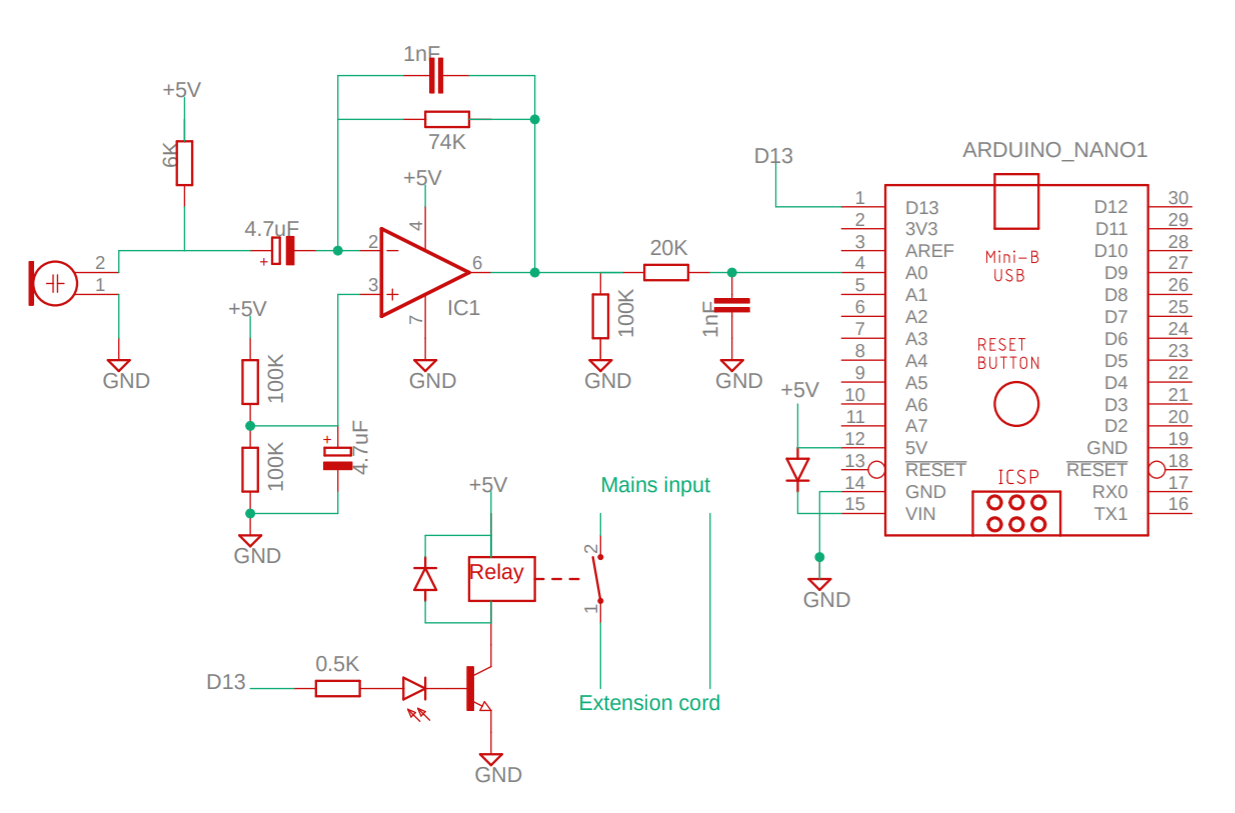 1nF
+5V
6K
74K
+5V
4.7uF
+
2
1
4
2
3
6
7
IC1
+5V
100K
GND
GND
100K
+
4.7uF
GND
20K
100K
1nF
GND
GND
D13
ARDUINO_NANO1
1 D13
2 3V3
3 AREF
4 A0
5 A1
6 A2
7 A3
8 A4
9 A5
10 A6
11 A7
12 5V
13 RESET
14 GND
15 VIN
Mini-B
USB
RESET
BUTTON
ICSP
D12 30
D11 29
D10 28
D9 27
D8 26
D7 25
D6 24
D5 23
D4 22
D3 21
D2 20
GND 19
RESET 18
RX0 17
TX1 16
+5V
GND
+5V
Relay
Mains input
2
1
Extension cord
D13
0.5K
GND